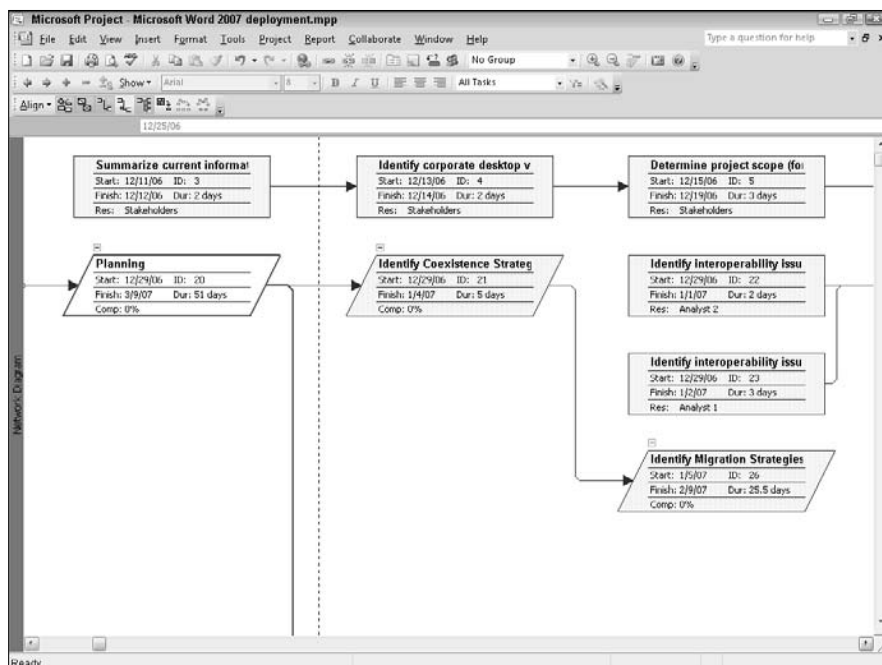 Microsoft Project - Microsoft Word 2007 deployment.mpp
File Edit View Insert Format Tools Project Report Collaborate Window Help
Type a question for help
No Group
Show
Arial
8
B I U
All Tasks
Align
12/25/06
Summarize current informat
Start: 12/11/06 ID: 3
Finish: 12/12/06 Dur: 2 days
Res: Stakeholders
Identify corporate desktop v
Start: 12/13/06 ID: 4
Finish: 12/14/06 Dur: 2 days
Res: Stakeholders
Determine project scope (fo
Start: 12/15/06 ID: 5
Finish: 12/19/06 Dur: 3 days
Res: Stakeholders
Planning
Start: 12/29/06 ID: 20
Finish: 3/9/07 Dur: 51 days
Comp: 0%
Identify Coexistence Strateg
Start: 12/29/06 ID: 21
Finish: 1/4/07 Dur: 5 days
Comp: 0%
Identify interoperability issu
Start: 12/29/06 ID: 22
Finish: 1/1/07 Dur: 2 days
Res: Analyst 2
Identify interoperability issu
Start: 12/29/06 ID: 23
Finish: 1/2/07 Dur: 3 days
Res: Analyst 1
Identify Migration Strategies
Start: 1/5/07 ID: 26
Finish: 2/9/07 Dur: 25.5 days
Comp: 0%
Network Diagram
Ready